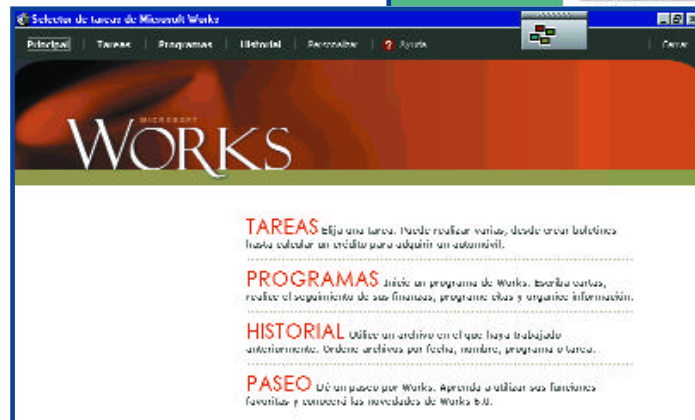 Selector de tareas de Microsoft Works
Principal Tareas Programas Historial Personalizar ? Ayuda Cerrar
MICROSOFT
WORKS
TAREAS Elija una tarea. Puede realizar varias, desde crear boletines
hasta calcular un crédito para adquirir un automóvil.
PROGRAMAS Inicie un programa de Works. Escriba cartas,
realice el seguimiento de sus finanzas, programe citas y organice información.
HISTORIAL Utilice un archivo en el que haya trabajado
anteriormente. Ordene archivos por fecha, nombre, programa o tarea.
PASEO Dé un paseo por Works. Aprenda a utilizar sus funciones
favoritas y conocerá las novedades de Works 6.0.